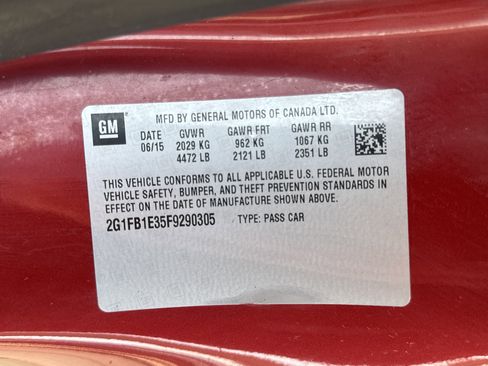 MFD BY GENERAL MOTORS OF CANADA LTD.
GM
DATE GVWR GAWR FRT GAWR RR
06/15 2029 KG 962 KG 1067 KG
4472 LB 2121 LB 2351 LB
THIS VEHICLE CONFORMS TO ALL APPLICABLE U.S. FEDERAL MOTOR
VEHICLE SAFETY, BUMPER, AND THEFT PREVENTION STANDARDS IN
EFFECT ON THE DATE OF MANUFACTURE SHOWN ABOVE.
2G1FB1E35F9290305 TYPE: PASS CAR